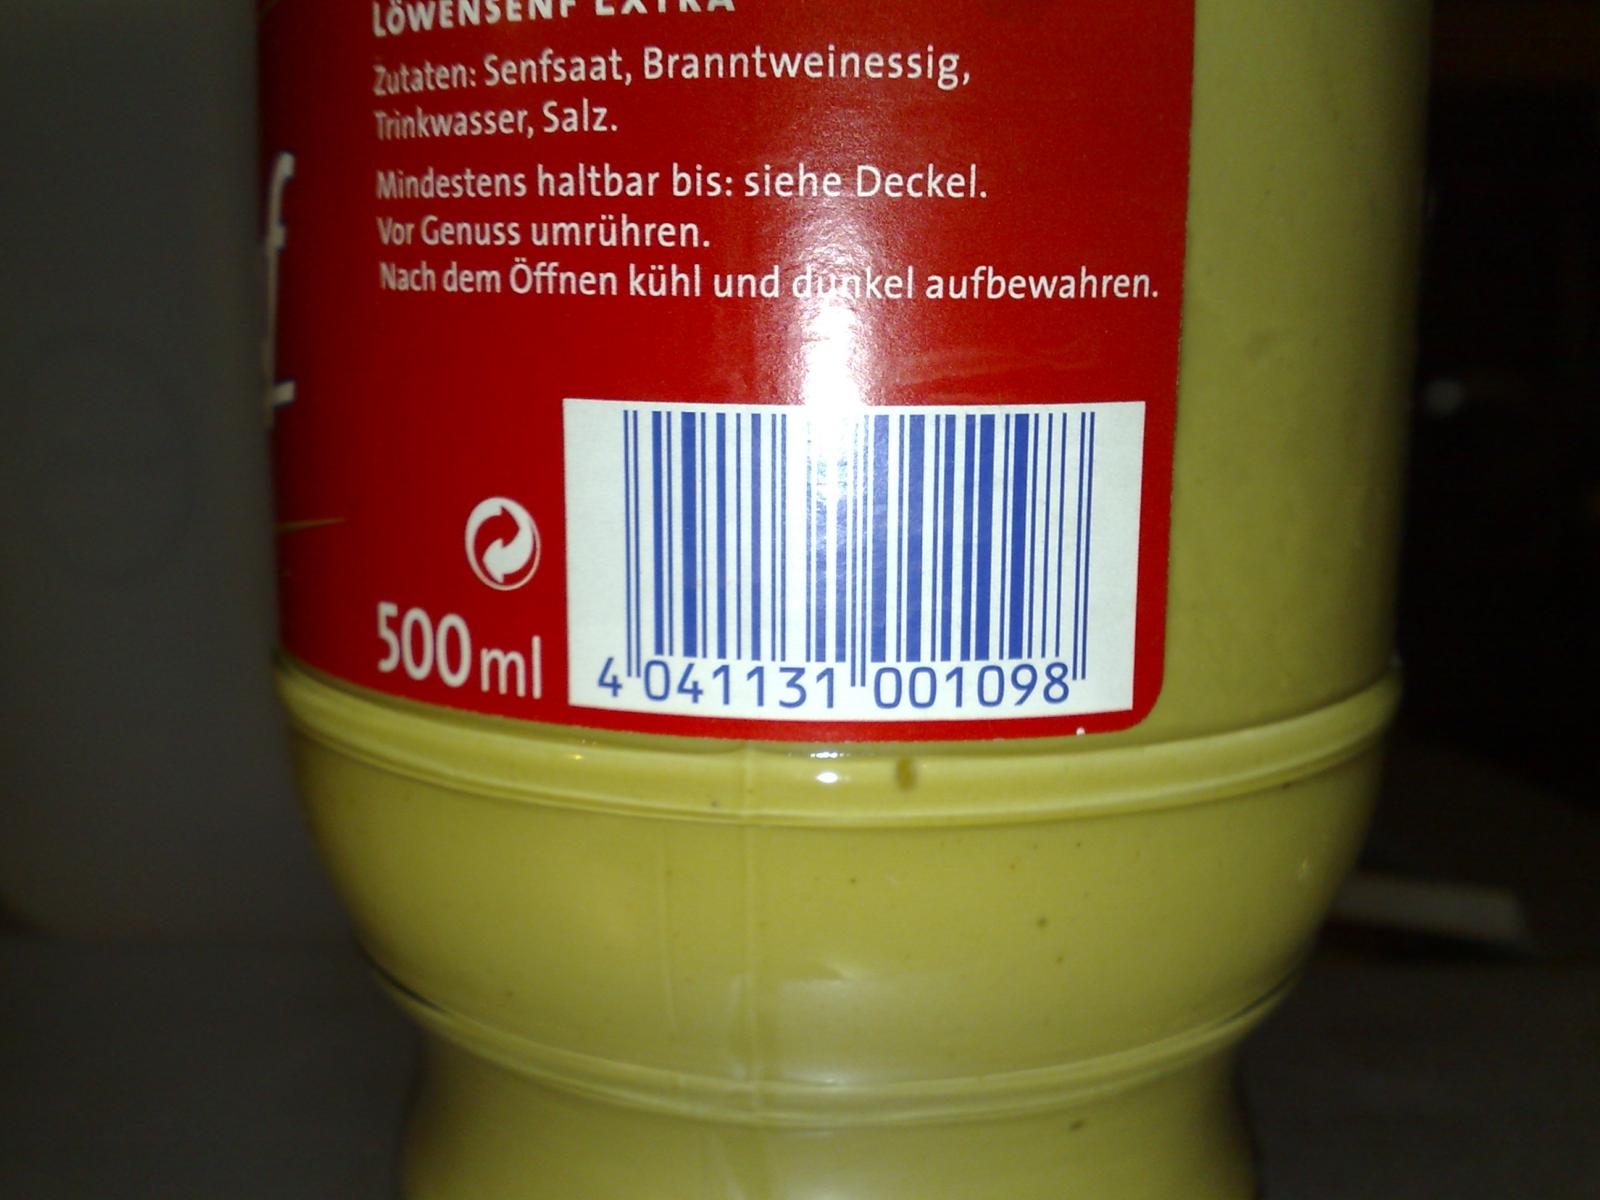 LÖWENSENF EXTRA
Zutaten: Senfsaat, Branntweinessig,
Trinkwasser, Salz.
Mindestens haltbar bis: siehe Deckel.
Vor Genuss umrühren.
Nach dem Öffnen kühl und dunkel aufbewahren.
500 ml
4 041131 001098